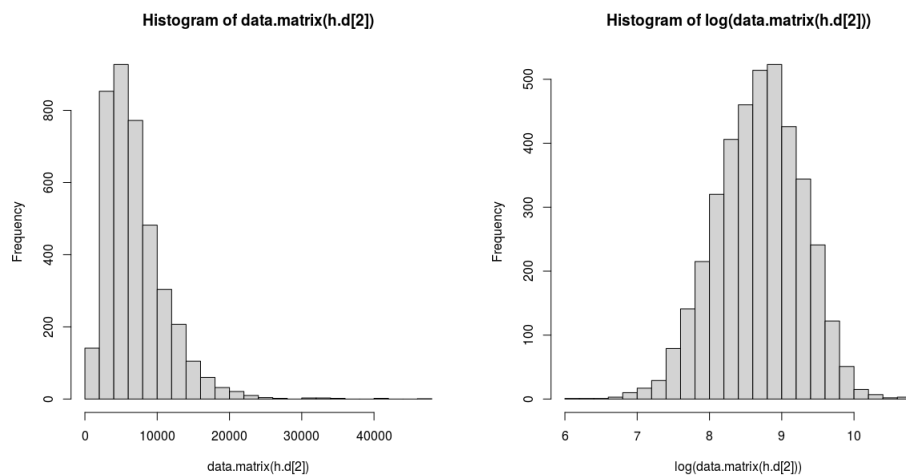 Histogram of data.matrix(h.d[2])
Frequency
0
200
400
600
800
0 10000 20000 30000 40000
data.matrix(h.d[2])
Histogram of log(data.matrix(h.d[2]))
Frequency
0
100
200
300
400
500
6 7 8 9 10
log(data.matrix(h.d[2]))